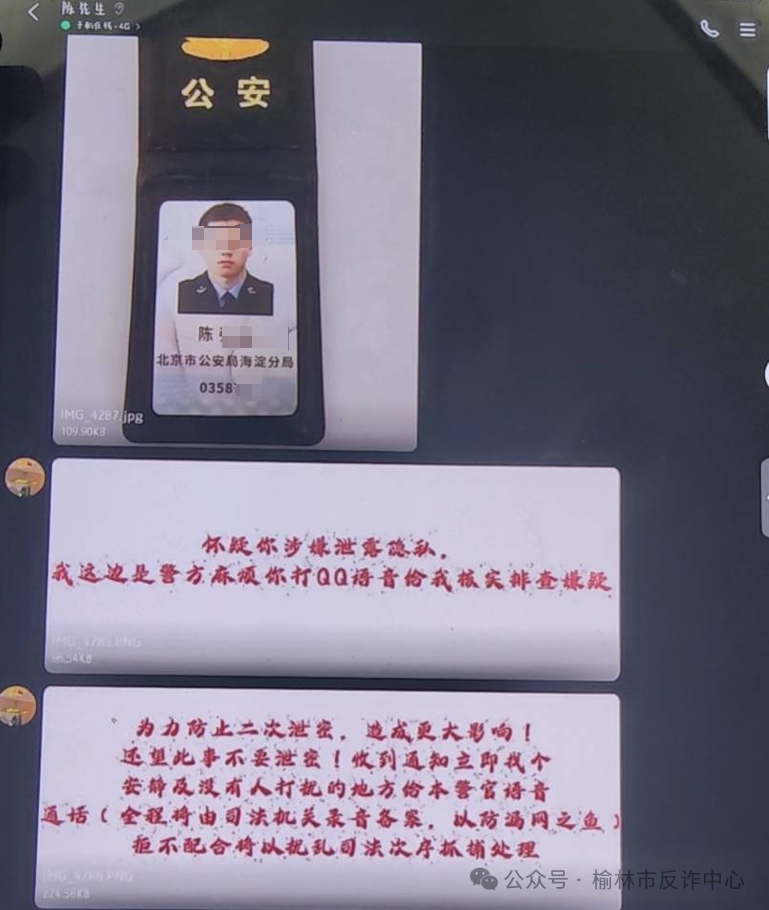 陈先生
手机在线-4G >
公安
陈
北京市公安局海淀分局
0358
IMG_4287.jpg
109.90KB
怀疑你涉嫌泄露隐私,
我这边是警方麻烦你打QQ语音给我核实排查嫌疑
IMG_4285.PNG
为力防止二次泄密，造成更大影响！
还望此事不要泄密！收到通知立即找个
安静及没有人打扰的地方给本警官语音
通话（全程将由司法机关录音备案，以防漏网之鱼）
拒不配合将以扰乱司法次序抓捕处理
IMG_4286.PNG
224.56KB
公众号 · 榆林市反诈中心